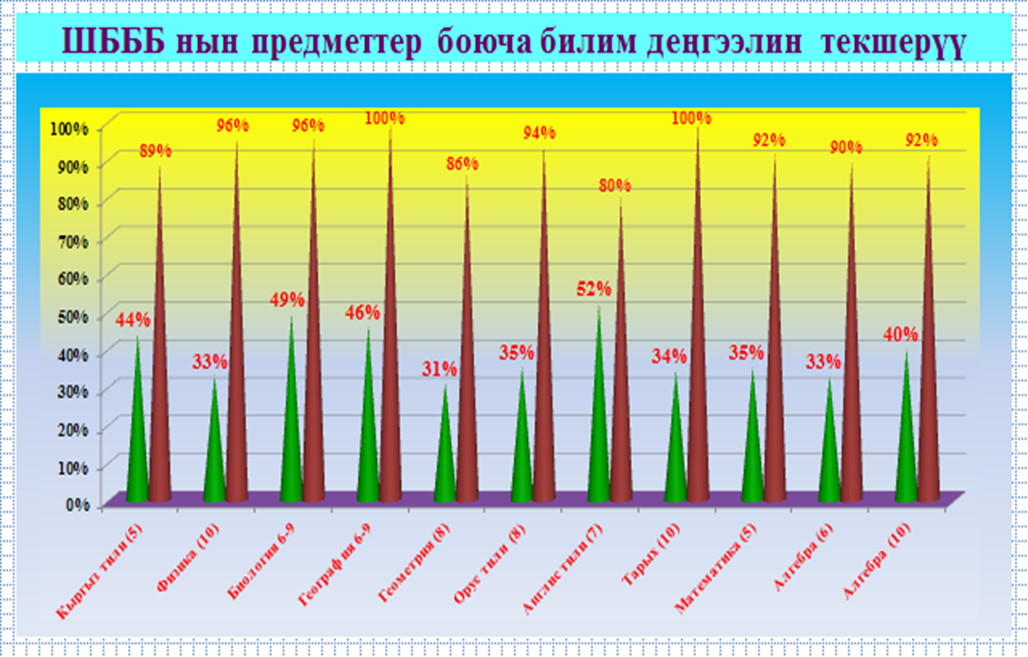 ШБББ нын предметтер боюча билим деңгээлин текшерүү
100%
90%
80%
70%
60%
50%
40%
30%
20%
10%
0%
44% 89%
33% 96%
49% 96%
46% 100%
31% 86%
35% 94%
52% 80%
34% 100%
35% 92%
33% 90%
40% 92%
Кыргыз тили (5)
Физика (10)
Биология 6-9
География 6-9
Геометрия (8)
Орус тили (8)
Англис тили (7)
Тарых (10)
Математика (5)
Алгебра (6)
Алгебра (10)